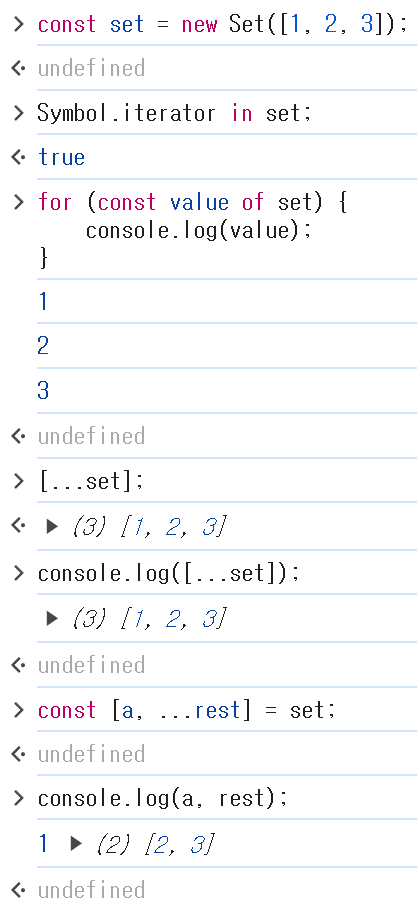 > const set = new Set([1, 2, 3]);
undefined
> Symbol.iterator in set;
true
> for (const value of set) {
    console.log(value);
}
1
2
3
undefined
> [...set];
▶ (3) [1, 2, 3]
> console.log([...set]);
▶ (3) [1, 2, 3]
undefined
> const [a, ...rest] = set;
undefined
> console.log(a, rest);
1 ▶ (2) [2, 3]
undefined